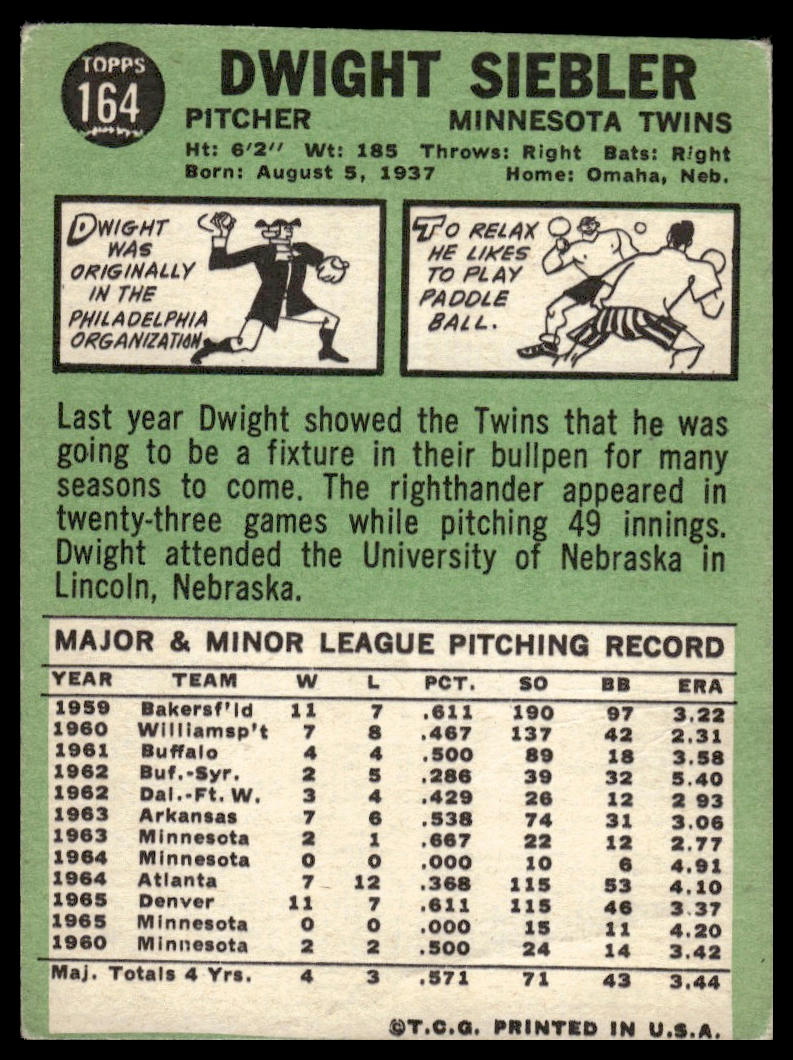 TOPPS
164
DWIGHT SIEBLER
PITCHER MINNESOTA TWINS
Ht: 6'2" Wt: 185 Throws: Right Bats: Right
Born: August 5, 1937 Home: Omaha, Neb.
DWIGHT
WAS
ORIGINALLY
IN THE
PHILADELPHIA
ORGANIZATION.
TO RELAX
HE LIKES
TO PLAY
PADDLE
BALL.
Last year Dwight showed the Twins that he was
going to be a fixture in their bullpen for many
seasons to come. The righthander appeared in
twenty-three games while pitching 49 innings.
Dwight attended the University of Nebraska in
Lincoln, Nebraska.
MAJOR & MINOR LEAGUE PITCHING RECORD
YEAR TEAM W L PCT. SO BB ERA
1959 Bakersf'ld 11 7 .611 190 97 3.22
1960 Williamsp't 7 8 .467 137 42 2.31
1961 Buffalo 4 4 .500 89 18 3.58
1962 Buf.-Syr. 2 5 .286 39 32 5.40
1962 Dal.-Ft. W. 3 4 .429 26 12 2 93
1963 Arkansas 7 6 .538 74 31 3.06
1963 Minnesota 2 1 .667 22 12 2.77
1964 Minnesota 0 0 .000 10 6 4.91
1964 Atlanta 7 12 .368 115 53 4.10
1965 Denver 11 7 .611 115 46 3.37
1965 Minnesota 0 0 .000 15 11 4.20
1960 Minnesota 2 2 .500 24 14 3.42
Maj. Totals 4 Yrs. 4 3 .571 71 43 3.44
©T.C.G. PRINTED IN U.S.A.